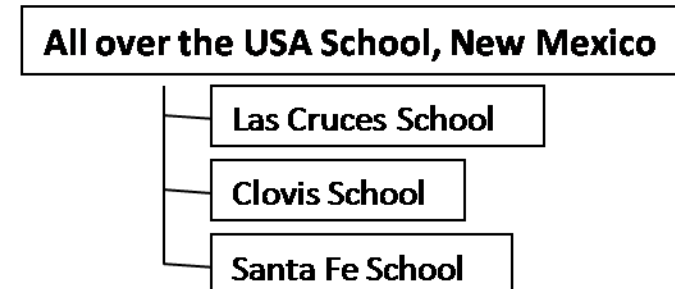 All over the USA School, New Mexico
Las Cruces School
Clovis School
Santa Fe School